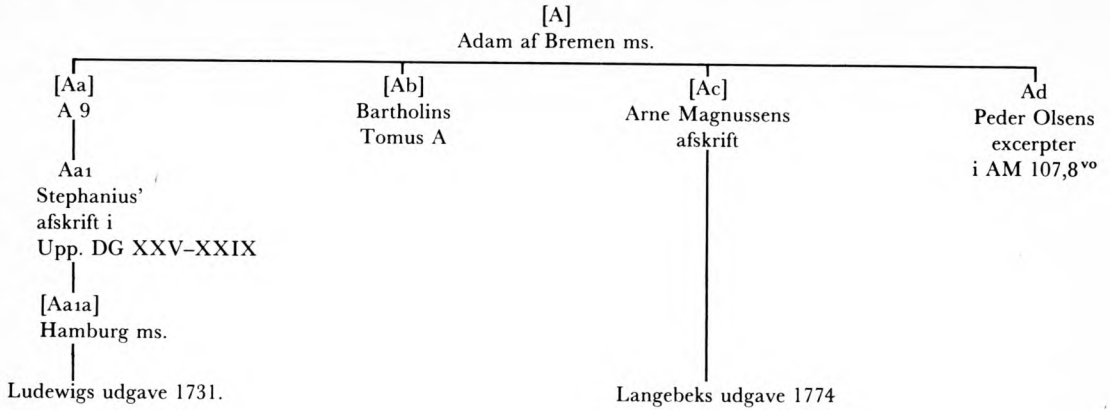 [A]
Adam af Bremen ms.
[Aa]
A 9
Aa1
Stephanius'
afskrift i
Upp. DG XXV–XXIX
[Aa1a]
Hamburg ms.
Ludewigs udgave 1731.
[Ab]
Bartholins
Tomus A
[Ac]
Arne Magnussens
afskrift
Langebeks udgave 1774
Ad
Peder Olsens
excerpter
i AM 107,8ᵛᵒ